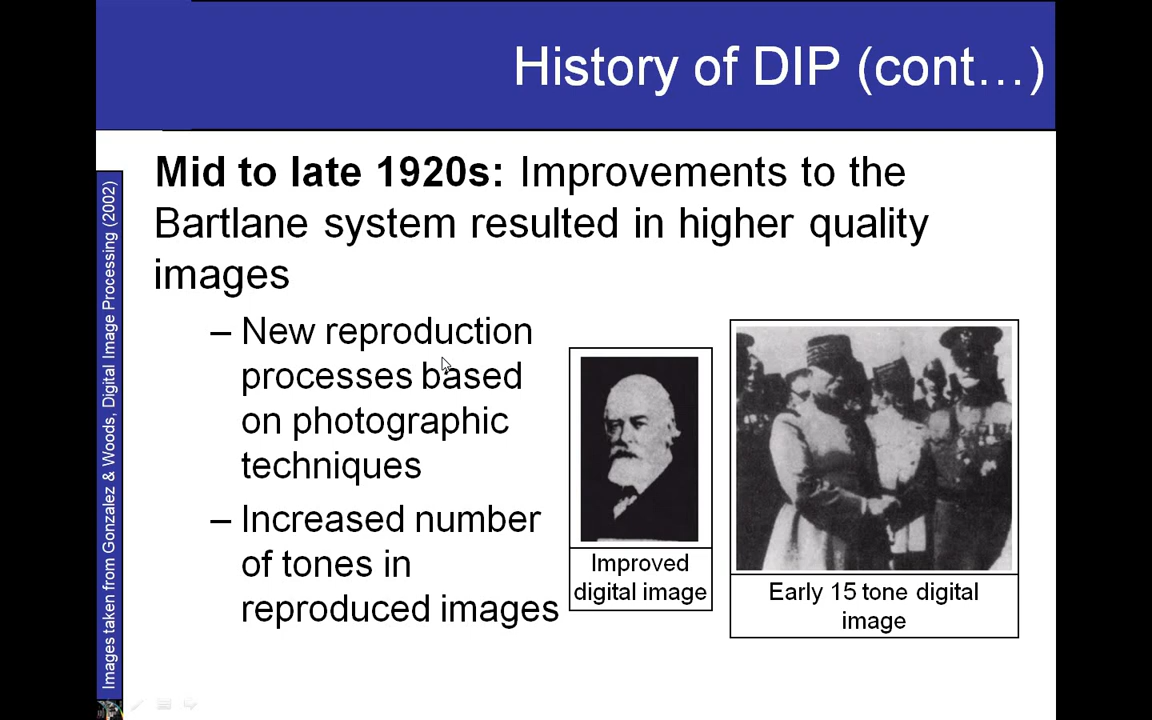 History of DIP (cont…)
Mid to late 1920s: Improvements to the
Bartlane system resulted in higher quality
images
– New reproduction
processes based
on photographic
techniques
– Increased number
of tones in
reproduced images
Improved
digital image
Early 15 tone digital
image
Images taken from Gonzalez & Woods, Digital Image Processing (2002)